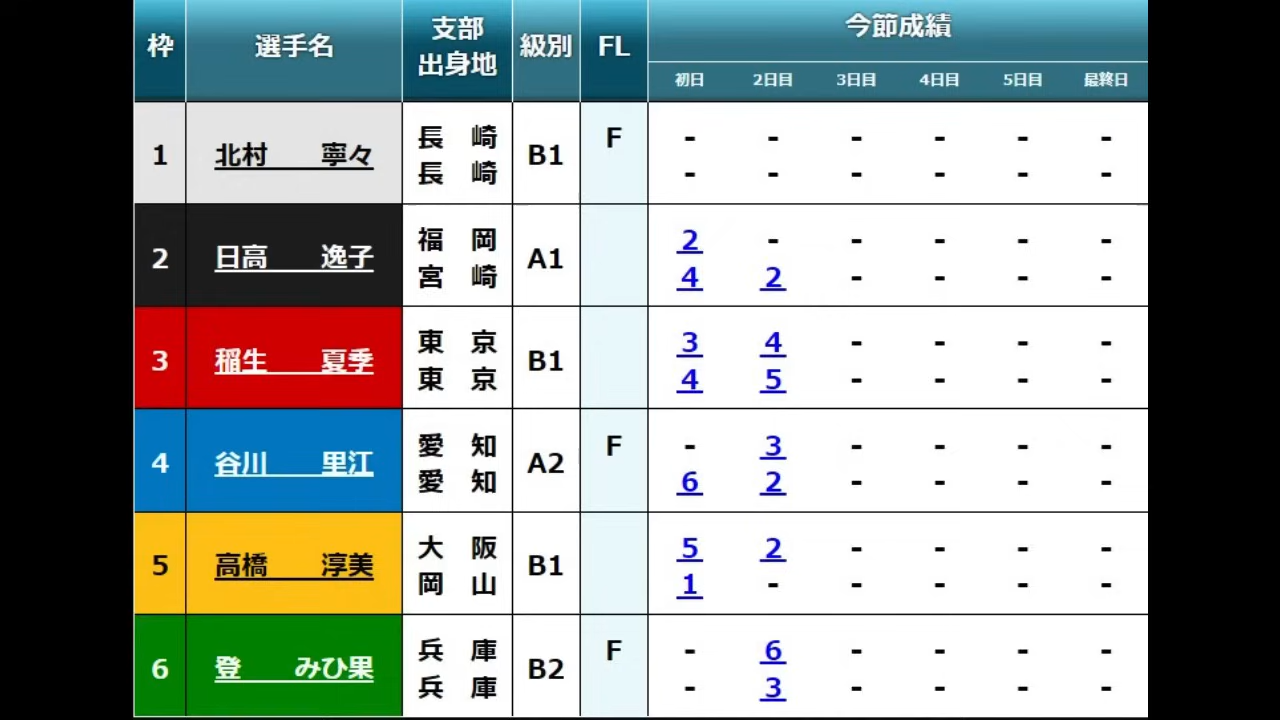 枠 選手名 支部 出身地 級別 FL 今節成績
初日 2日目 3日目 4日目 5日目 最終日
1 北村 寧々 長崎 B1 F - - - - - -
長崎 - - - - - -
2 日高 逸子 福岡 A1 2 - - - - -
宮崎 4 2 - - - -
3 稲生 夏季 東京 B1 3 4 - - - -
東京 4 5 - - - -
4 谷川 里江 愛知 A2 F - 3 - - - -
愛知 6 2 - - - -
5 高橋 淳美 大阪 B1 5 2 - - - -
岡山 1 - - - - -
6 登 みひ果 兵庫 B2 F - 6 - - - -
兵庫 - 3 - - - -